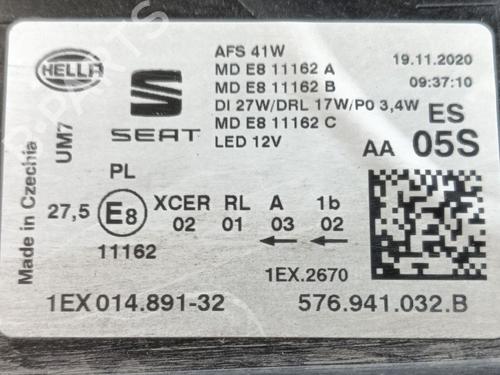 HELLA
SEAT
AFS 41W
MD E8 11162 A
MD E8 11162 B
DI 27W/DRL 17W/P0 3,4W
MD E8 11162 C
LED 12V
19.11.2020
09:37:10
ES
AA 05S
Made in Czechia
UM7
PL
27,5 E8
11162
XCER RL A 1b
02 01 03 02
1EX.2670
1EX 014.891-32
576.941.032.B